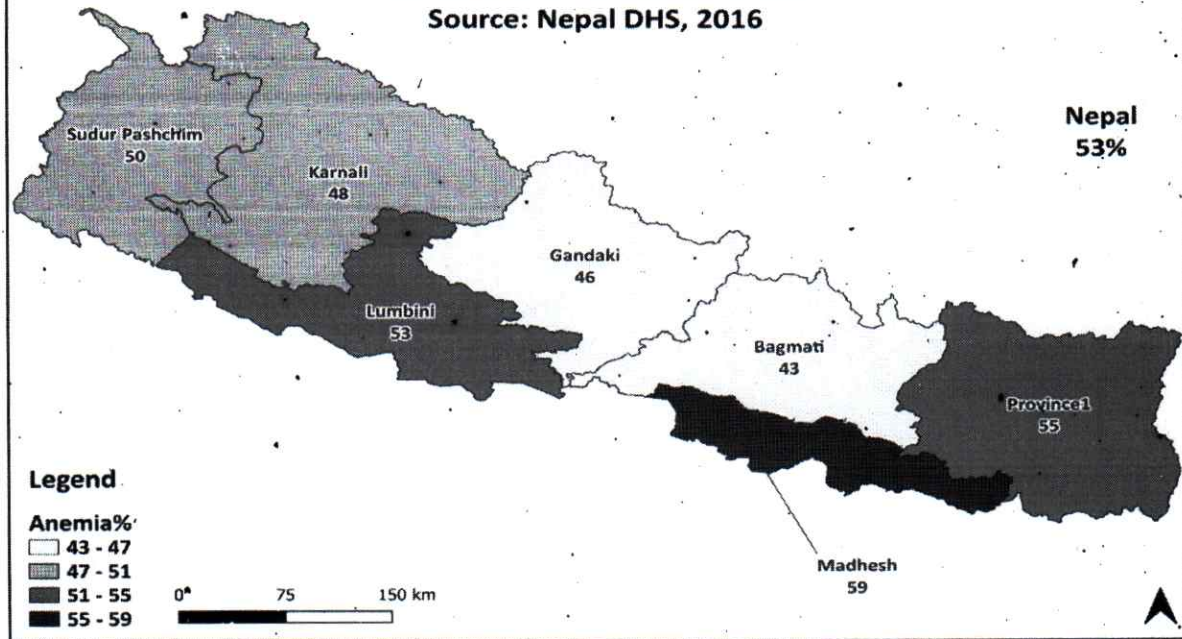 Source: Nepal DHS, 2016
Nepal
53%
Sudur Pashchim
50
Karnali
48
Gandaki
46
Lumbini
53
Bagmati
43
Province1
55
Madhesh
59
Legend
Anemia%
43 - 47
47 - 51
51 - 55
55 - 59
0 75 150 km